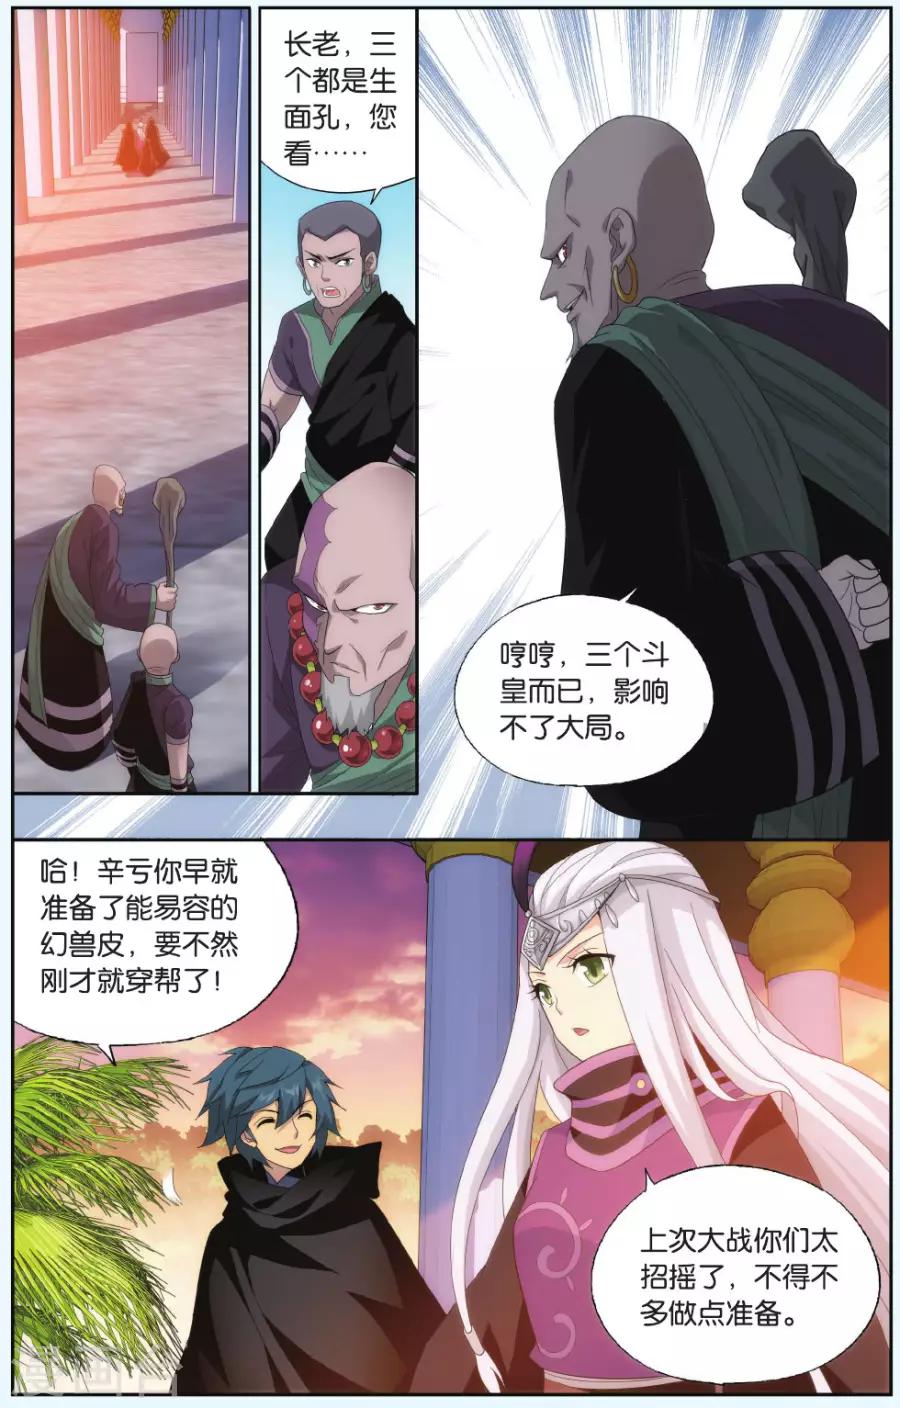 长老，三
个都是生
面孔，您
看……
哼哼，三个斗
皇而已，影响
不了大局。
哈！辛亏你早就
准备了能易容的
幻兽皮，要不然
刚才就穿帮了！
上次大战你们太
招摇了，不得不
多做点准备。
漫画台